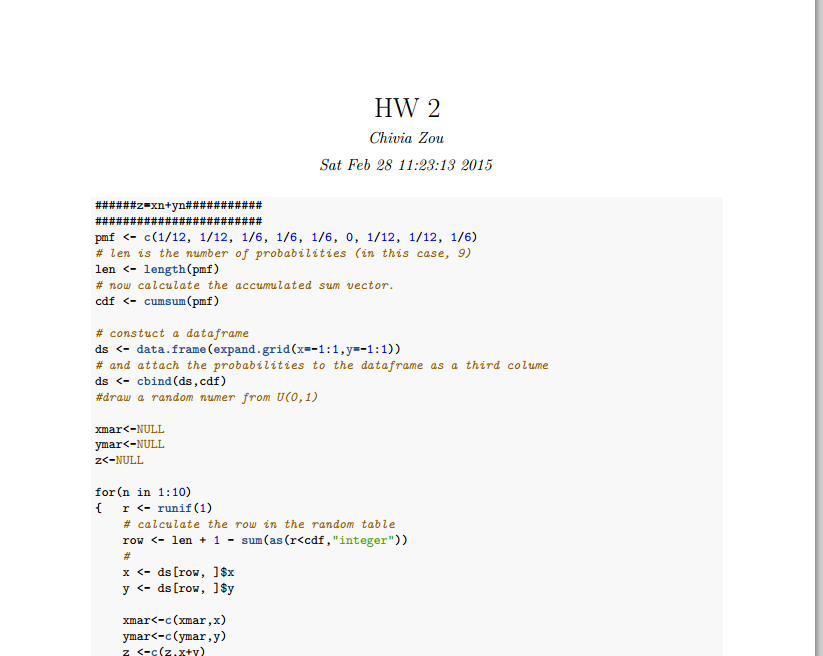 HW 2
Chivia Zou
Sat Feb 28 11:23:13 2015
######z=xn+yn###########
########################
pmf <- c(1/12, 1/12, 1/6, 1/6, 1/6, 0, 1/12, 1/12, 1/6)
# len is the number of probabilities (in this case, 9)
len <- length(pmf)
# now calculate the accumulated sum vector.
cdf <- cumsum(pmf)
# constuct a dataframe
ds <- data.frame(expand.grid(x=-1:1,y=-1:1))
# and attach the probabilities to the dataframe as a third colume
ds <- cbind(ds,cdf)
#draw a random numer from U(0,1)
xmar<-NULL
ymar<-NULL
z<-NULL
for(n in 1:10)
{   r <- runif(1)
    # calculate the row in the random table
    row <- len + 1 - sum(as(r<cdf,"integer"))
    #
    x <- ds[row, ]$x
    y <- ds[row, ]$y
    xmar<-c(xmar,x)
    ymar<-c(ymar,y)
    z <-c(z,x+y)